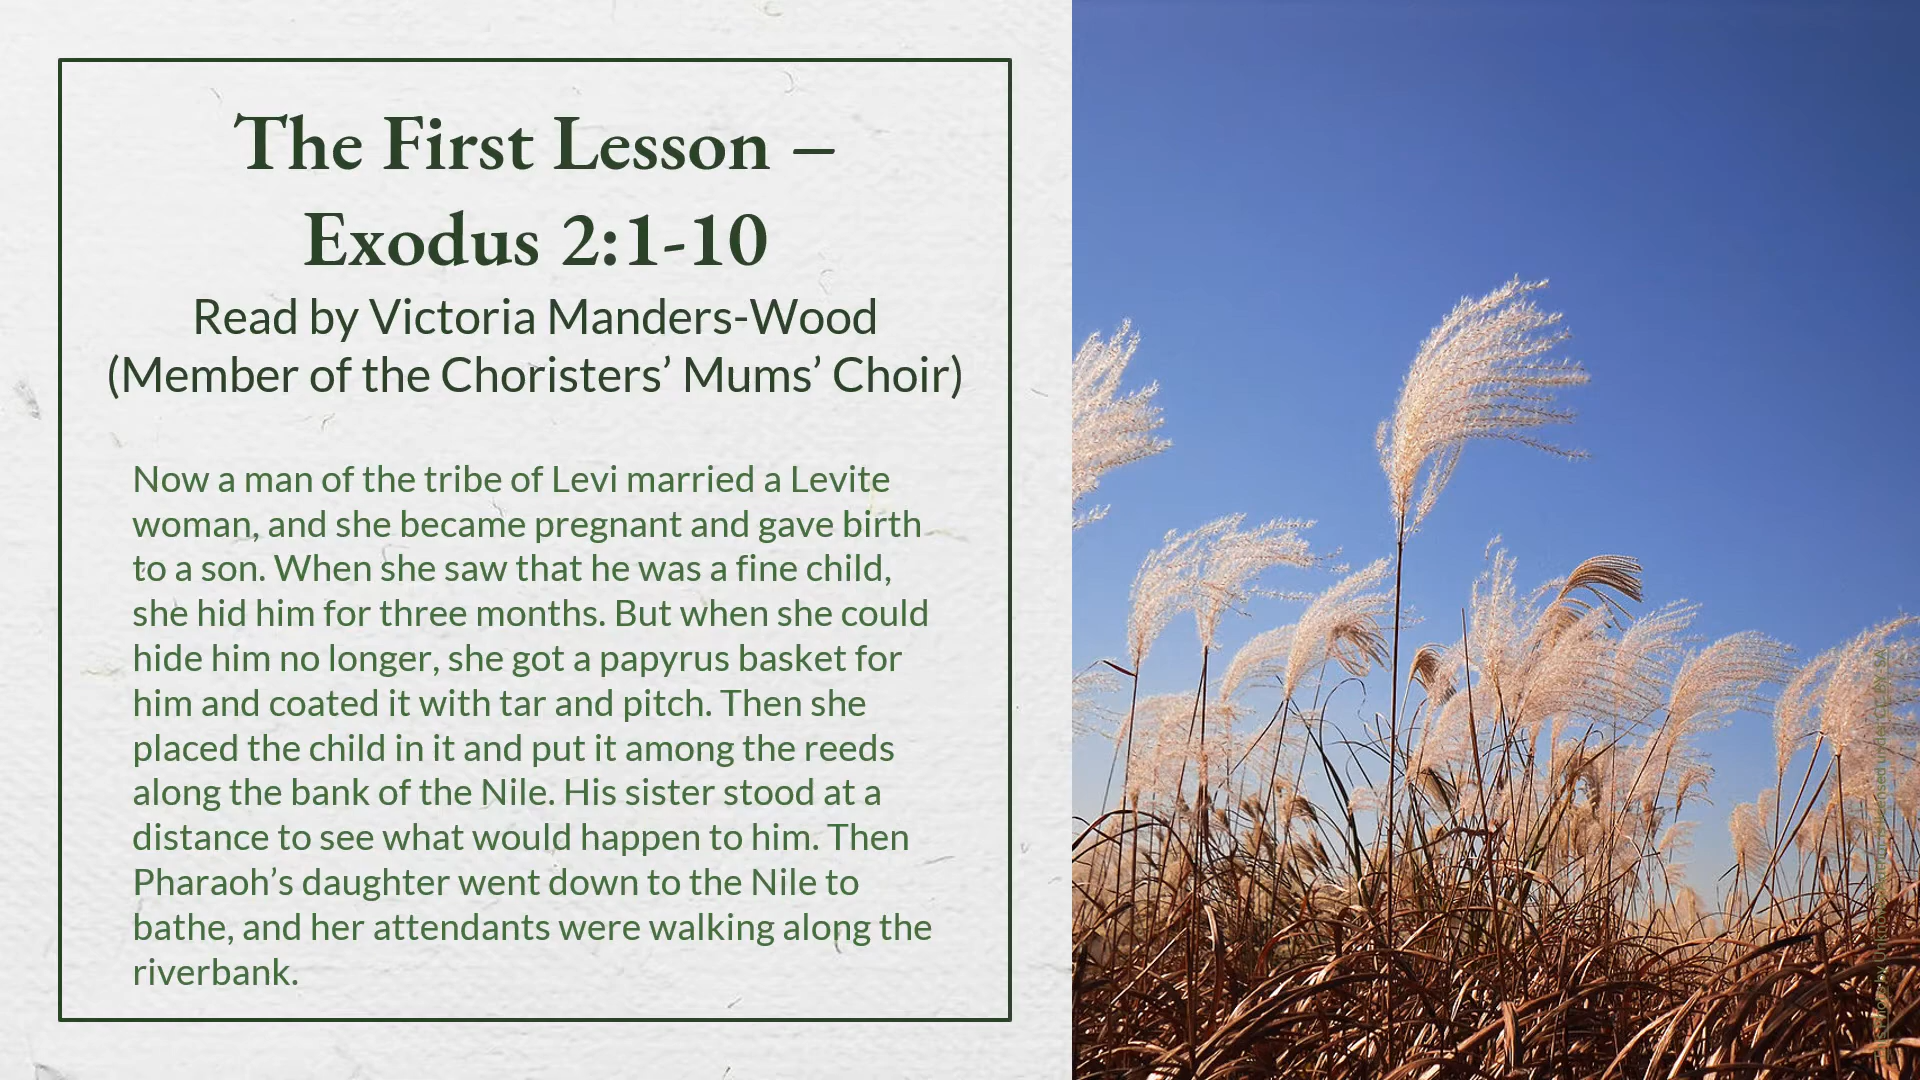 The First Lesson –
Exodus 2:1-10
Read by Victoria Manders-Wood
(Member of the Choristers’ Mums’ Choir)
Now a man of the tribe of Levi married a Levite
woman, and she became pregnant and gave birth
to a son. When she saw that he was a fine child,
she hid him for three months. But when she could
hide him no longer, she got a papyrus basket for
him and coated it with tar and pitch. Then she
placed the child in it and put it among the reeds
along the bank of the Nile. His sister stood at a
distance to see what would happen to him. Then
Pharaoh’s daughter went down to the Nile to
bathe, and her attendants were walking along the
riverbank.
under CC BY-SA